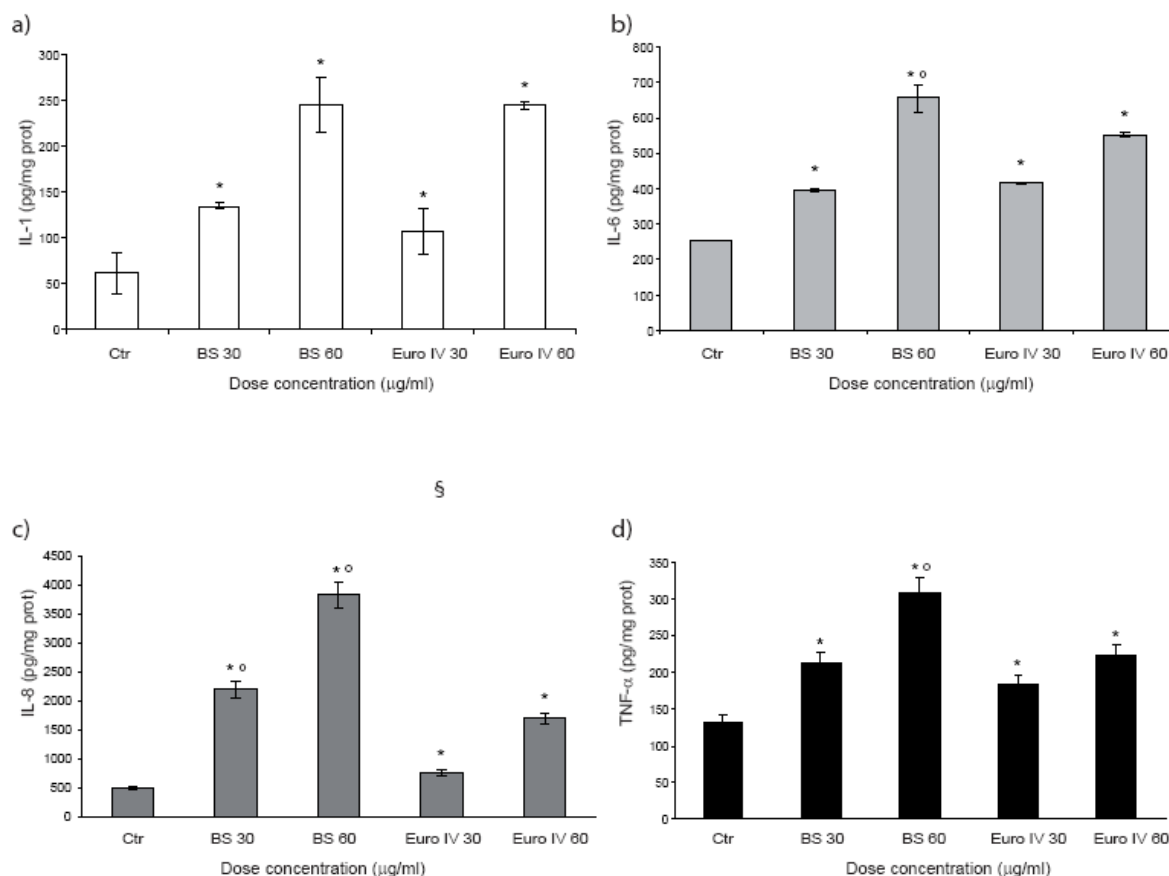 a)
IL-1 (pg/mg prot)
300
250
200
150
100
50
0
*
*
*
*
Ctr BS 30 BS 60 Euro IV 30 Euro IV 60
Dose concentration (μg/ml)
b)
IL-6 (pg/mg prot)
800
700
600
500
400
300
200
100
0
*
* o
*
*
Ctr BS 30 BS 60 Euro IV 30 Euro IV 60
Dose concentration (μg/ml)
§
c)
IL-8 (pg/mg prot)
4500
4000
3500
3000
2500
2000
1500
1000
500
0
* o
* o
*
*
Ctr BS 30 BS 60 Euro IV 30 Euro IV 60
Dose concentration (μg/ml)
d)
TNF-α (pg/mg prot)
350
300
250
200
150
100
50
0
*
* o
*
*
Ctr BS 30 BS 60 Euro IV 30 Euro IV 60
Dose concentration (μg/ml)